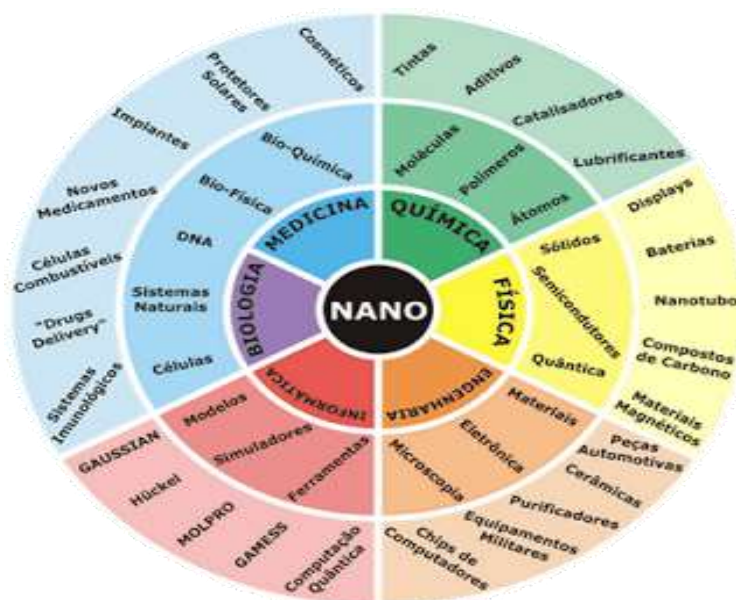 NANO
MEDICINA
QUÍMICA
FÍSICA
ENGENHARIA
INFORMÁTICA
BIOLOGIA
Bio-Química
Bio-Física
DNA
Sistemas
Naturais
Células
Moléculas
Polímeros
Átomos
Sólidos
Semicondutores
Quântica
Materiais
Eletrônica
Microscopia
Ferramentas
Simuladores
Modelos
Cosméticos
Protetores
Solares
Implantes
Novos
Medicamentos
Células
Combustíveis
"Drugs
Delivery"
Sistemas
Imunológicos
Tintas
Aditivos
Catalisadores
Lubrificantes
Displays
Baterias
Nanotubo
Compostos
de Carbono
Materiais
Magnéticos
Peças
Automotivas
Cerâmicas
Purificadores
Equipamentos
Militares
Chips de
Computadores
Computação
Quântica
GAMESS
MOLPRO
Hückel
GAUSSIAN